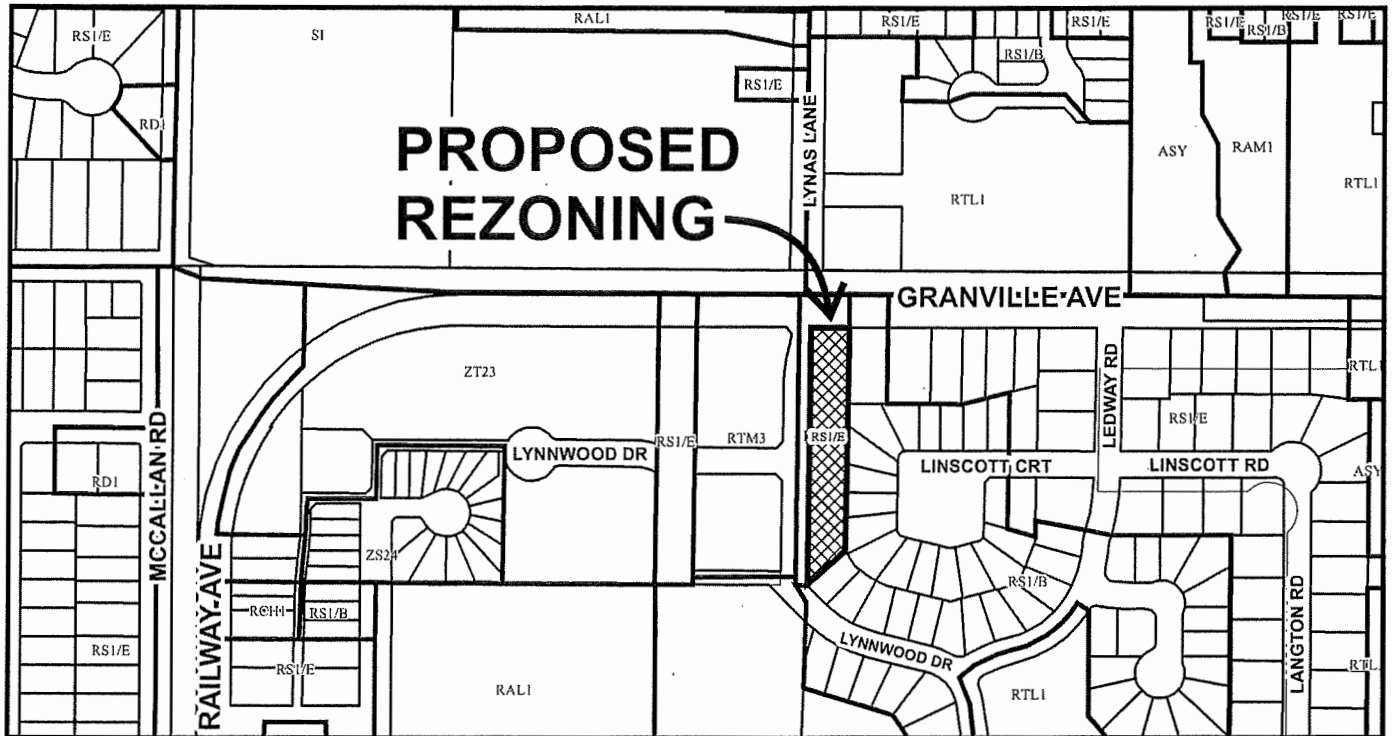 RS1/E
SI
RAL1
RS1/E
RS1/E
RS1/E
RS1/B
RS1/E
RS1/E
RS1/B
RS1/E
LYNAS LANE
RD1
PROPOSED
REZONING
ASY
RAM1
RTL1
RTL1
GRANVILLE AVE
ZT23
LEDWAY RD
RTL1
RS1/E
MCCALLAN RD
RS1/E
RTM3
RS1/E
LYNNWOOD DR
LINSCOTT CRT
LINSCOTT RD
ASY
RD1
RAILWAY AVE
ZS24
RS1/B
RCH1
RS1/B
LANGTON RD
RS1/E
RS1/E
LYNNWOOD DR
RAL1
RTL1
RTL